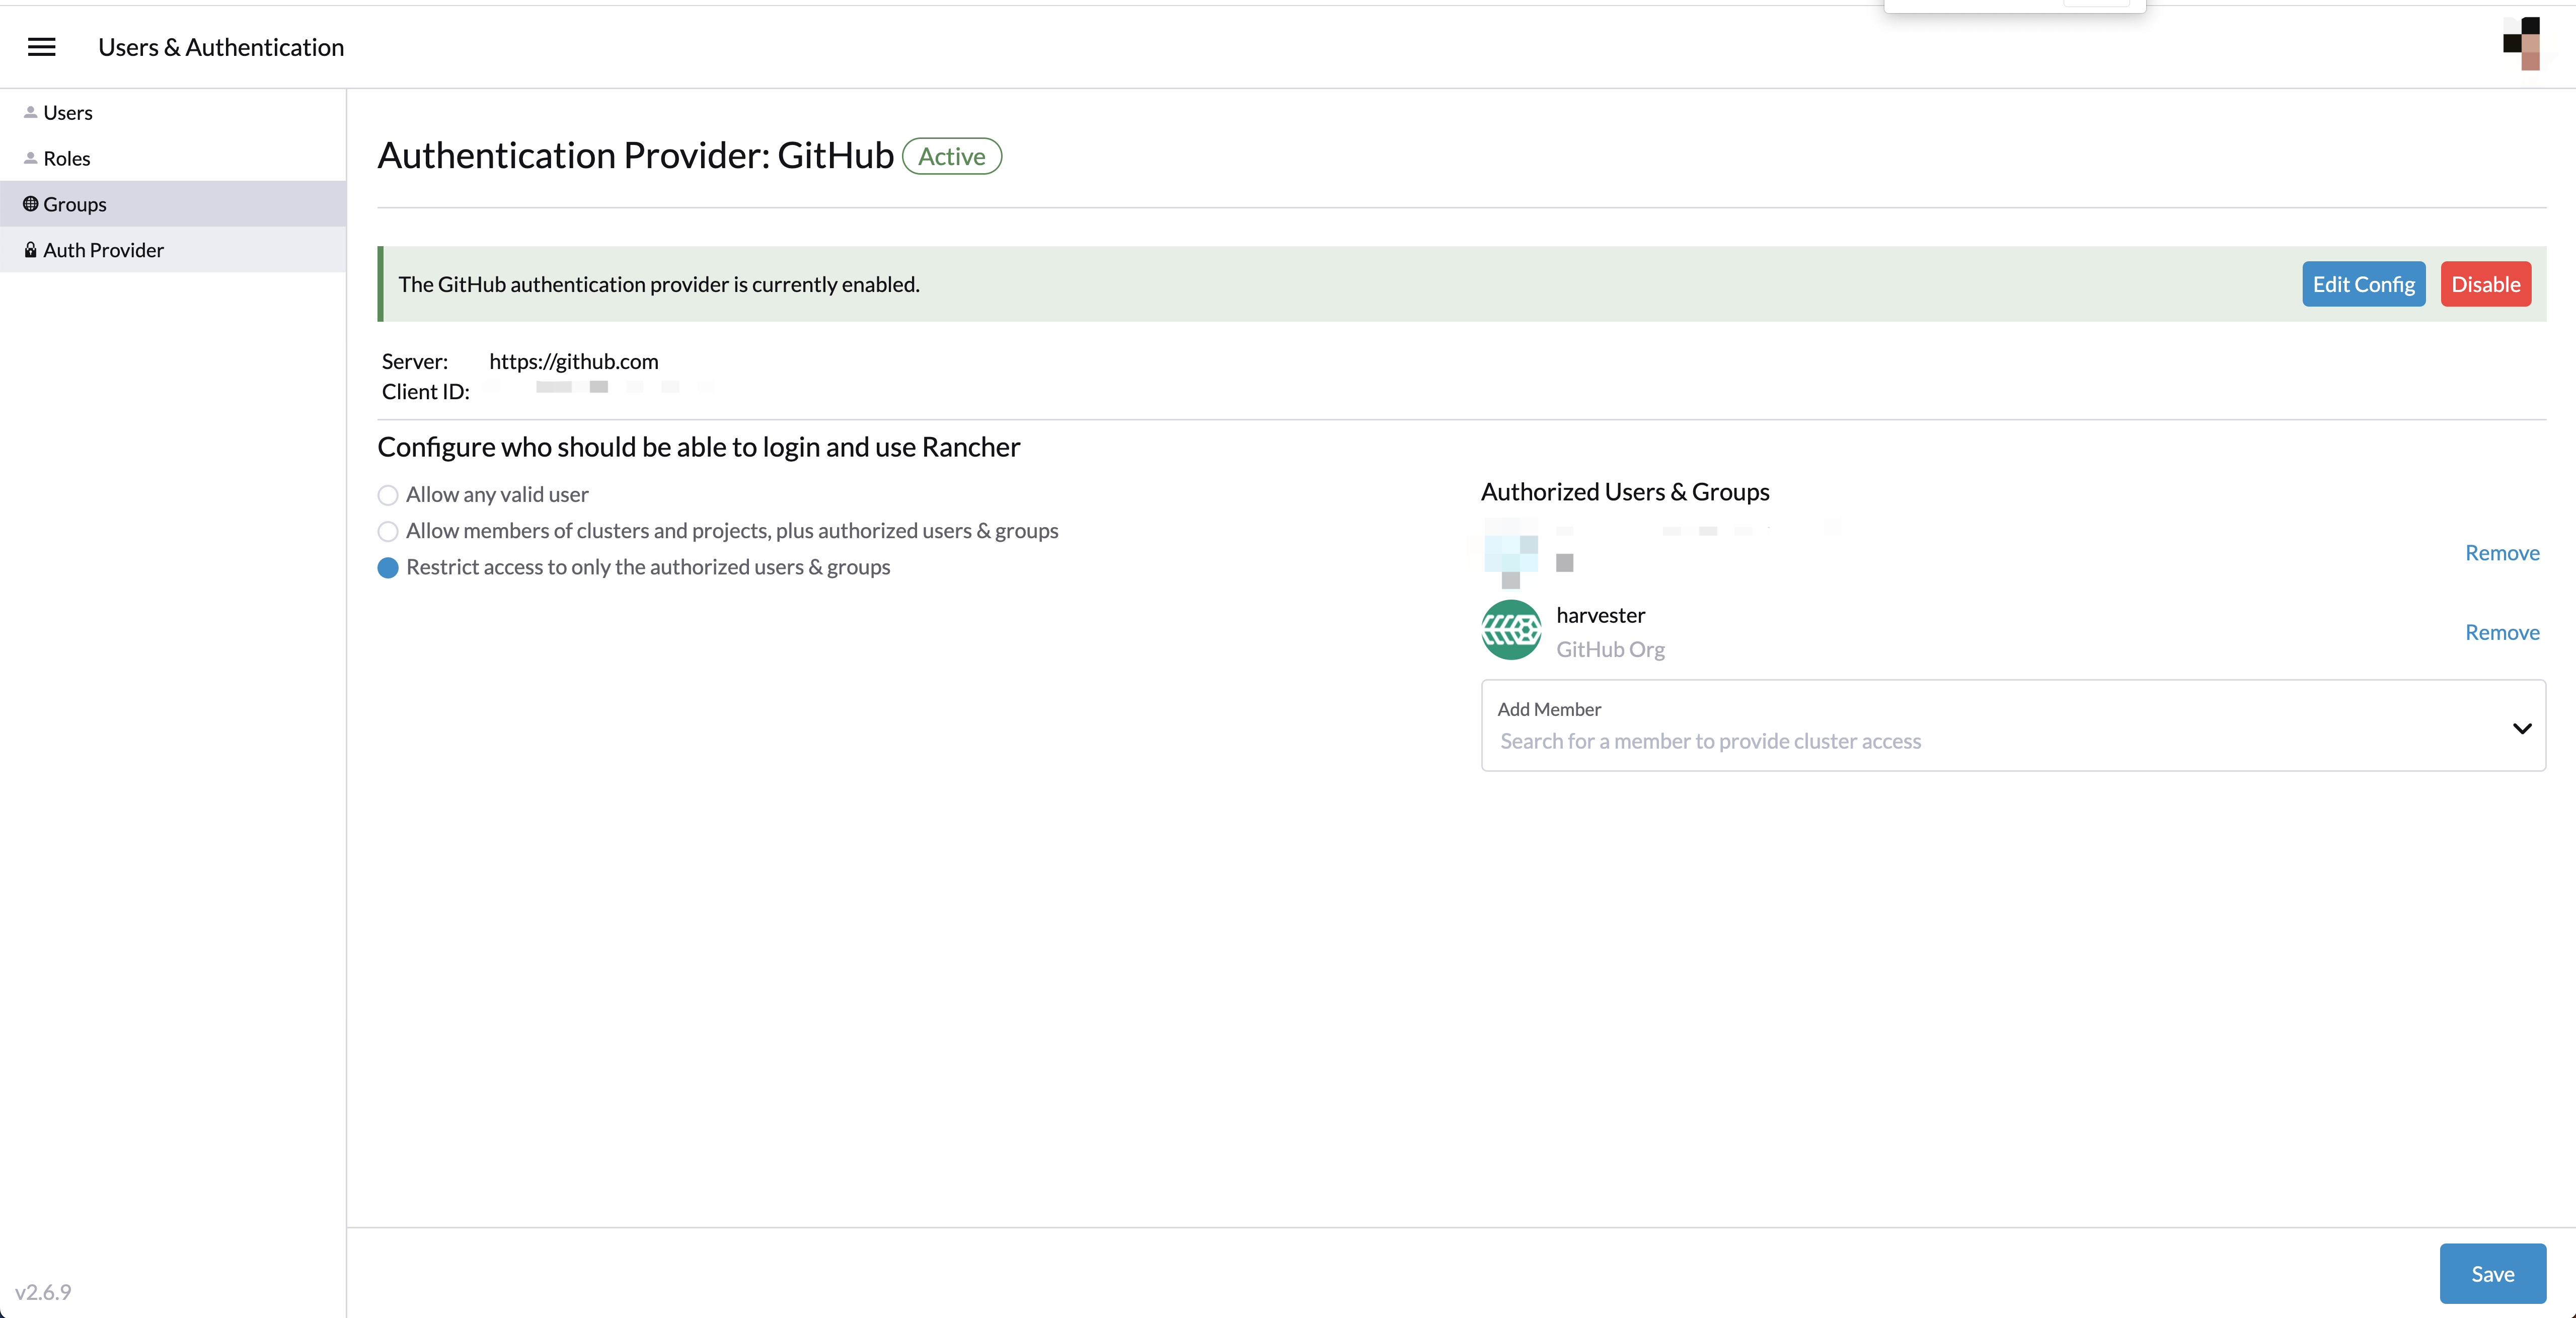 Users & Authentication
Users
Roles
Groups
Auth Provider
Authentication Provider: GitHub Active
The GitHub authentication provider is currently enabled.
Edit Config
Disable
Server: https://github.com
Client ID:
Configure who should be able to login and use Rancher
Allow any valid user
Allow members of clusters and projects, plus authorized users & groups
Restrict access to only the authorized users & groups
Authorized Users & Groups
Remove
harvester
GitHub Org
Remove
Add Member
Search for a member to provide cluster access
v2.6.9
Save